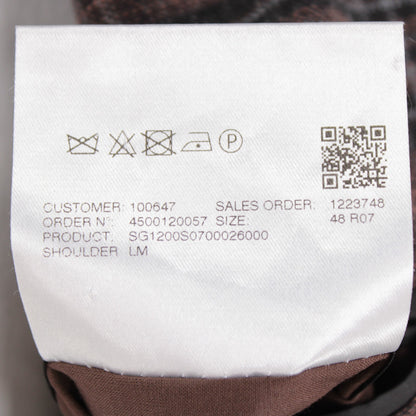 P
CUSTOMER: 100647 SALES ORDER: 1223748
ORDER N°: 4500120057 SIZE: 48 R07
PRODUCT: SG1200S0700026000
SHOULDER LM